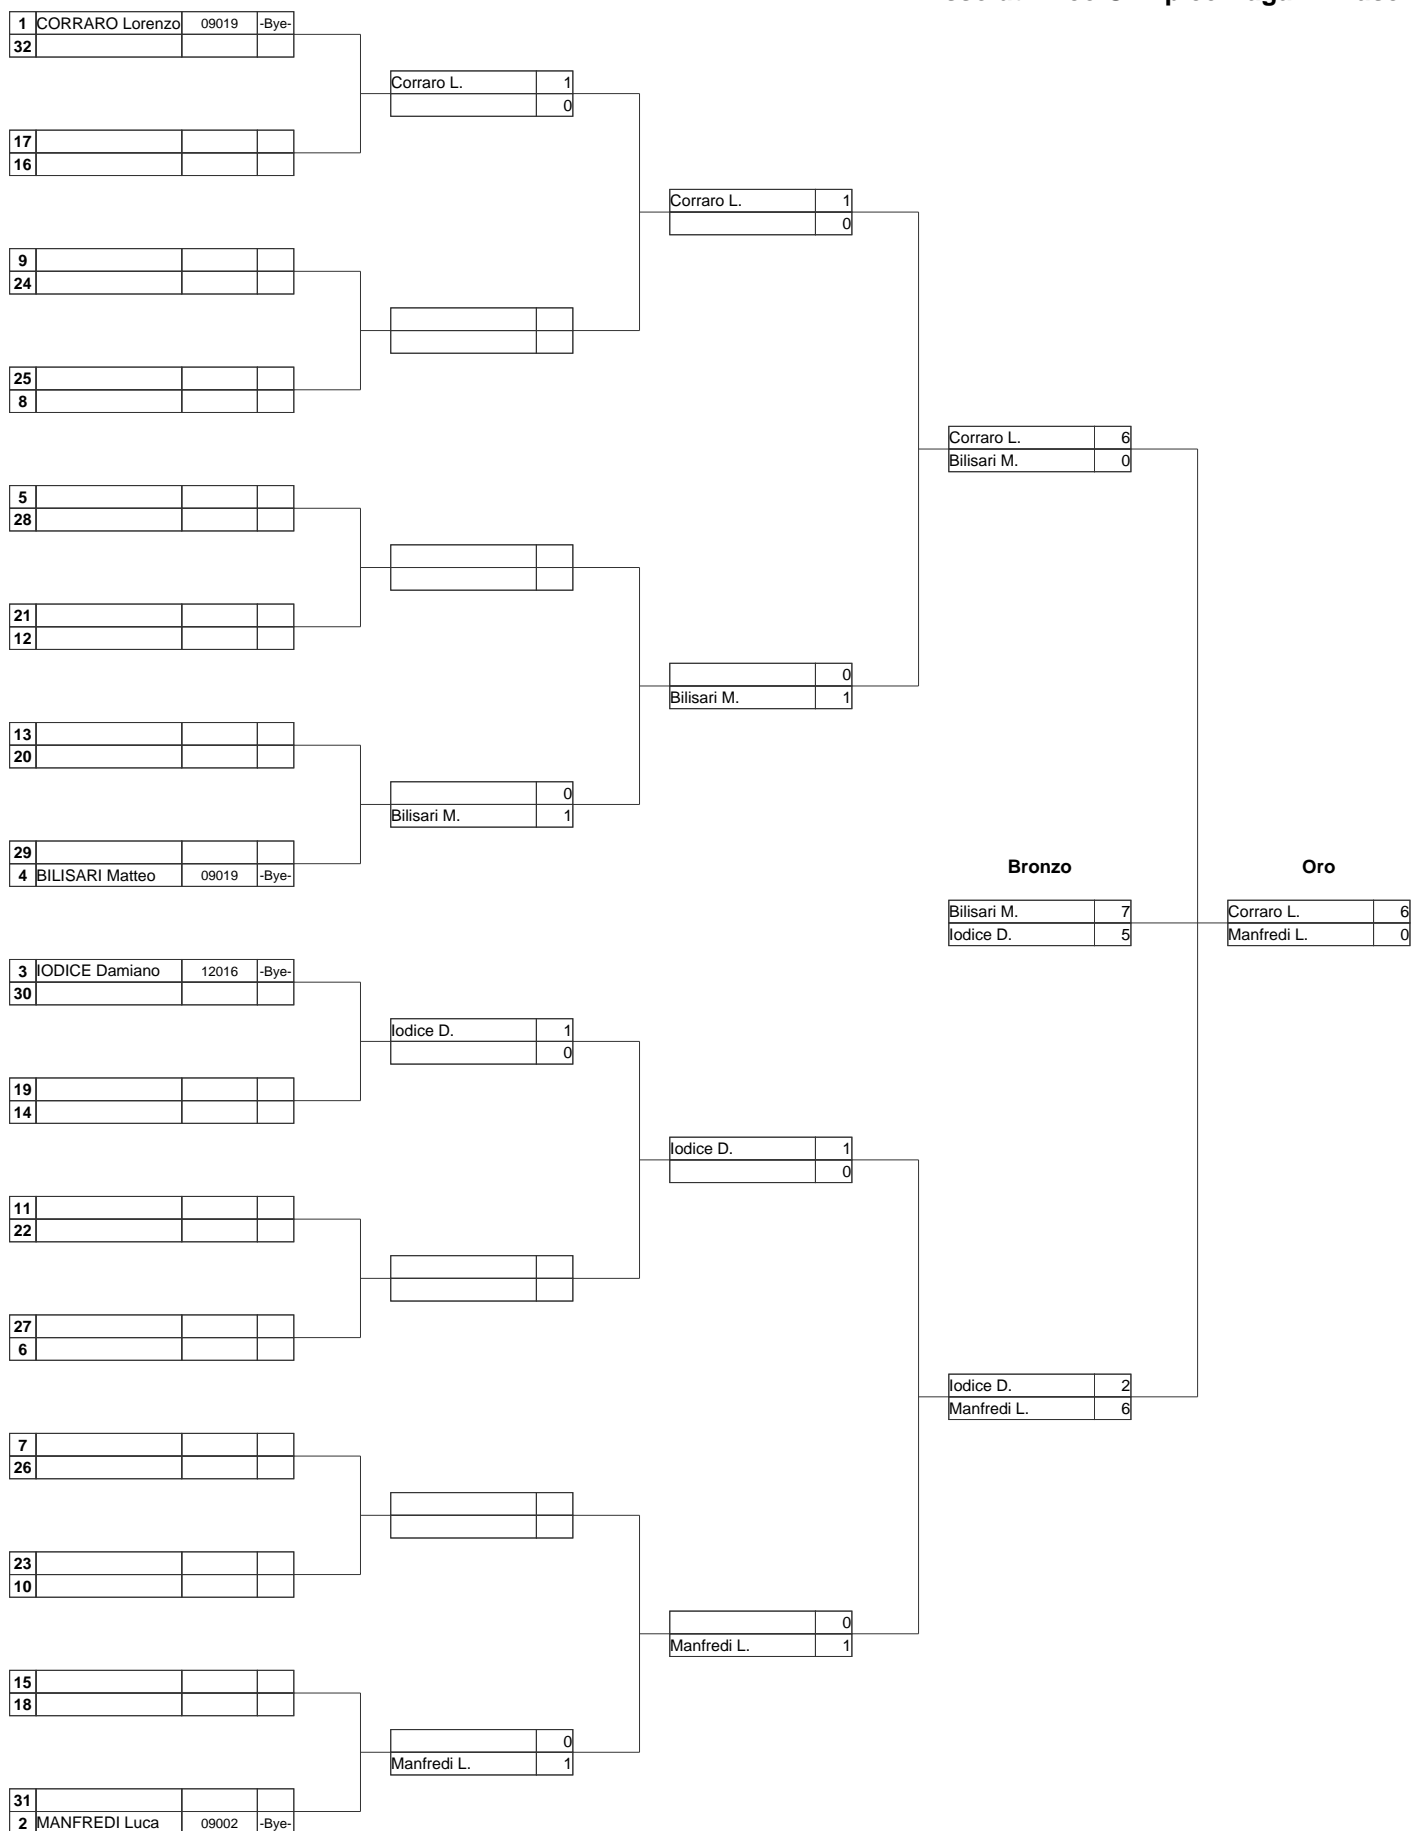 1 CORRARO Lorenzo 09019 -Bye-
32
Corraro L. 1
0
17
16
Corraro L. 1
0
9
24
25
8
Corraro L. 6
Bilisari M. 0
5
28
21
12
0
Bilisari M. 1
13
20
0
Bilisari M. 1
29
4 BILISARI Matteo 09019 -Bye-
Bronzo Oro
Bilisari M. 7 Corraro L. 6
Iodice D. 5 Manfredi L. 0
3 IODICE Damiano 12016 -Bye-
30
Iodice D. 1
0
19
14
Iodice D. 1
0
11
22
27
6
Iodice D. 2
Manfredi L. 6
7
26
23
10
0
Manfredi L. 1
15
18
0
Manfredi L. 1
31
2 MANFREDI Luca 09002 -Bye-